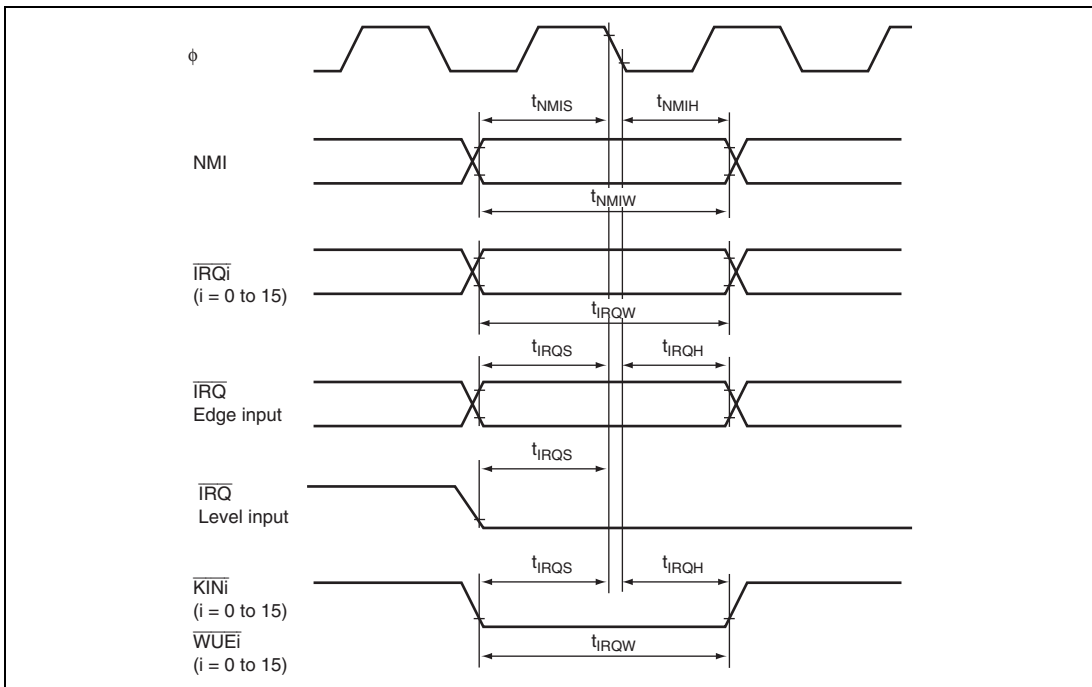 ϕ
tNMIS tNMIH
NMI
tNMIW
IRQi
(i = 0 to 15)
tIRQW
tIRQS tIRQH
IRQ
Edge input
tIRQS
IRQ
Level input
tIRQS tIRQH
KINi
(i = 0 to 15)
WUEi
(i = 0 to 15)
tIRQW